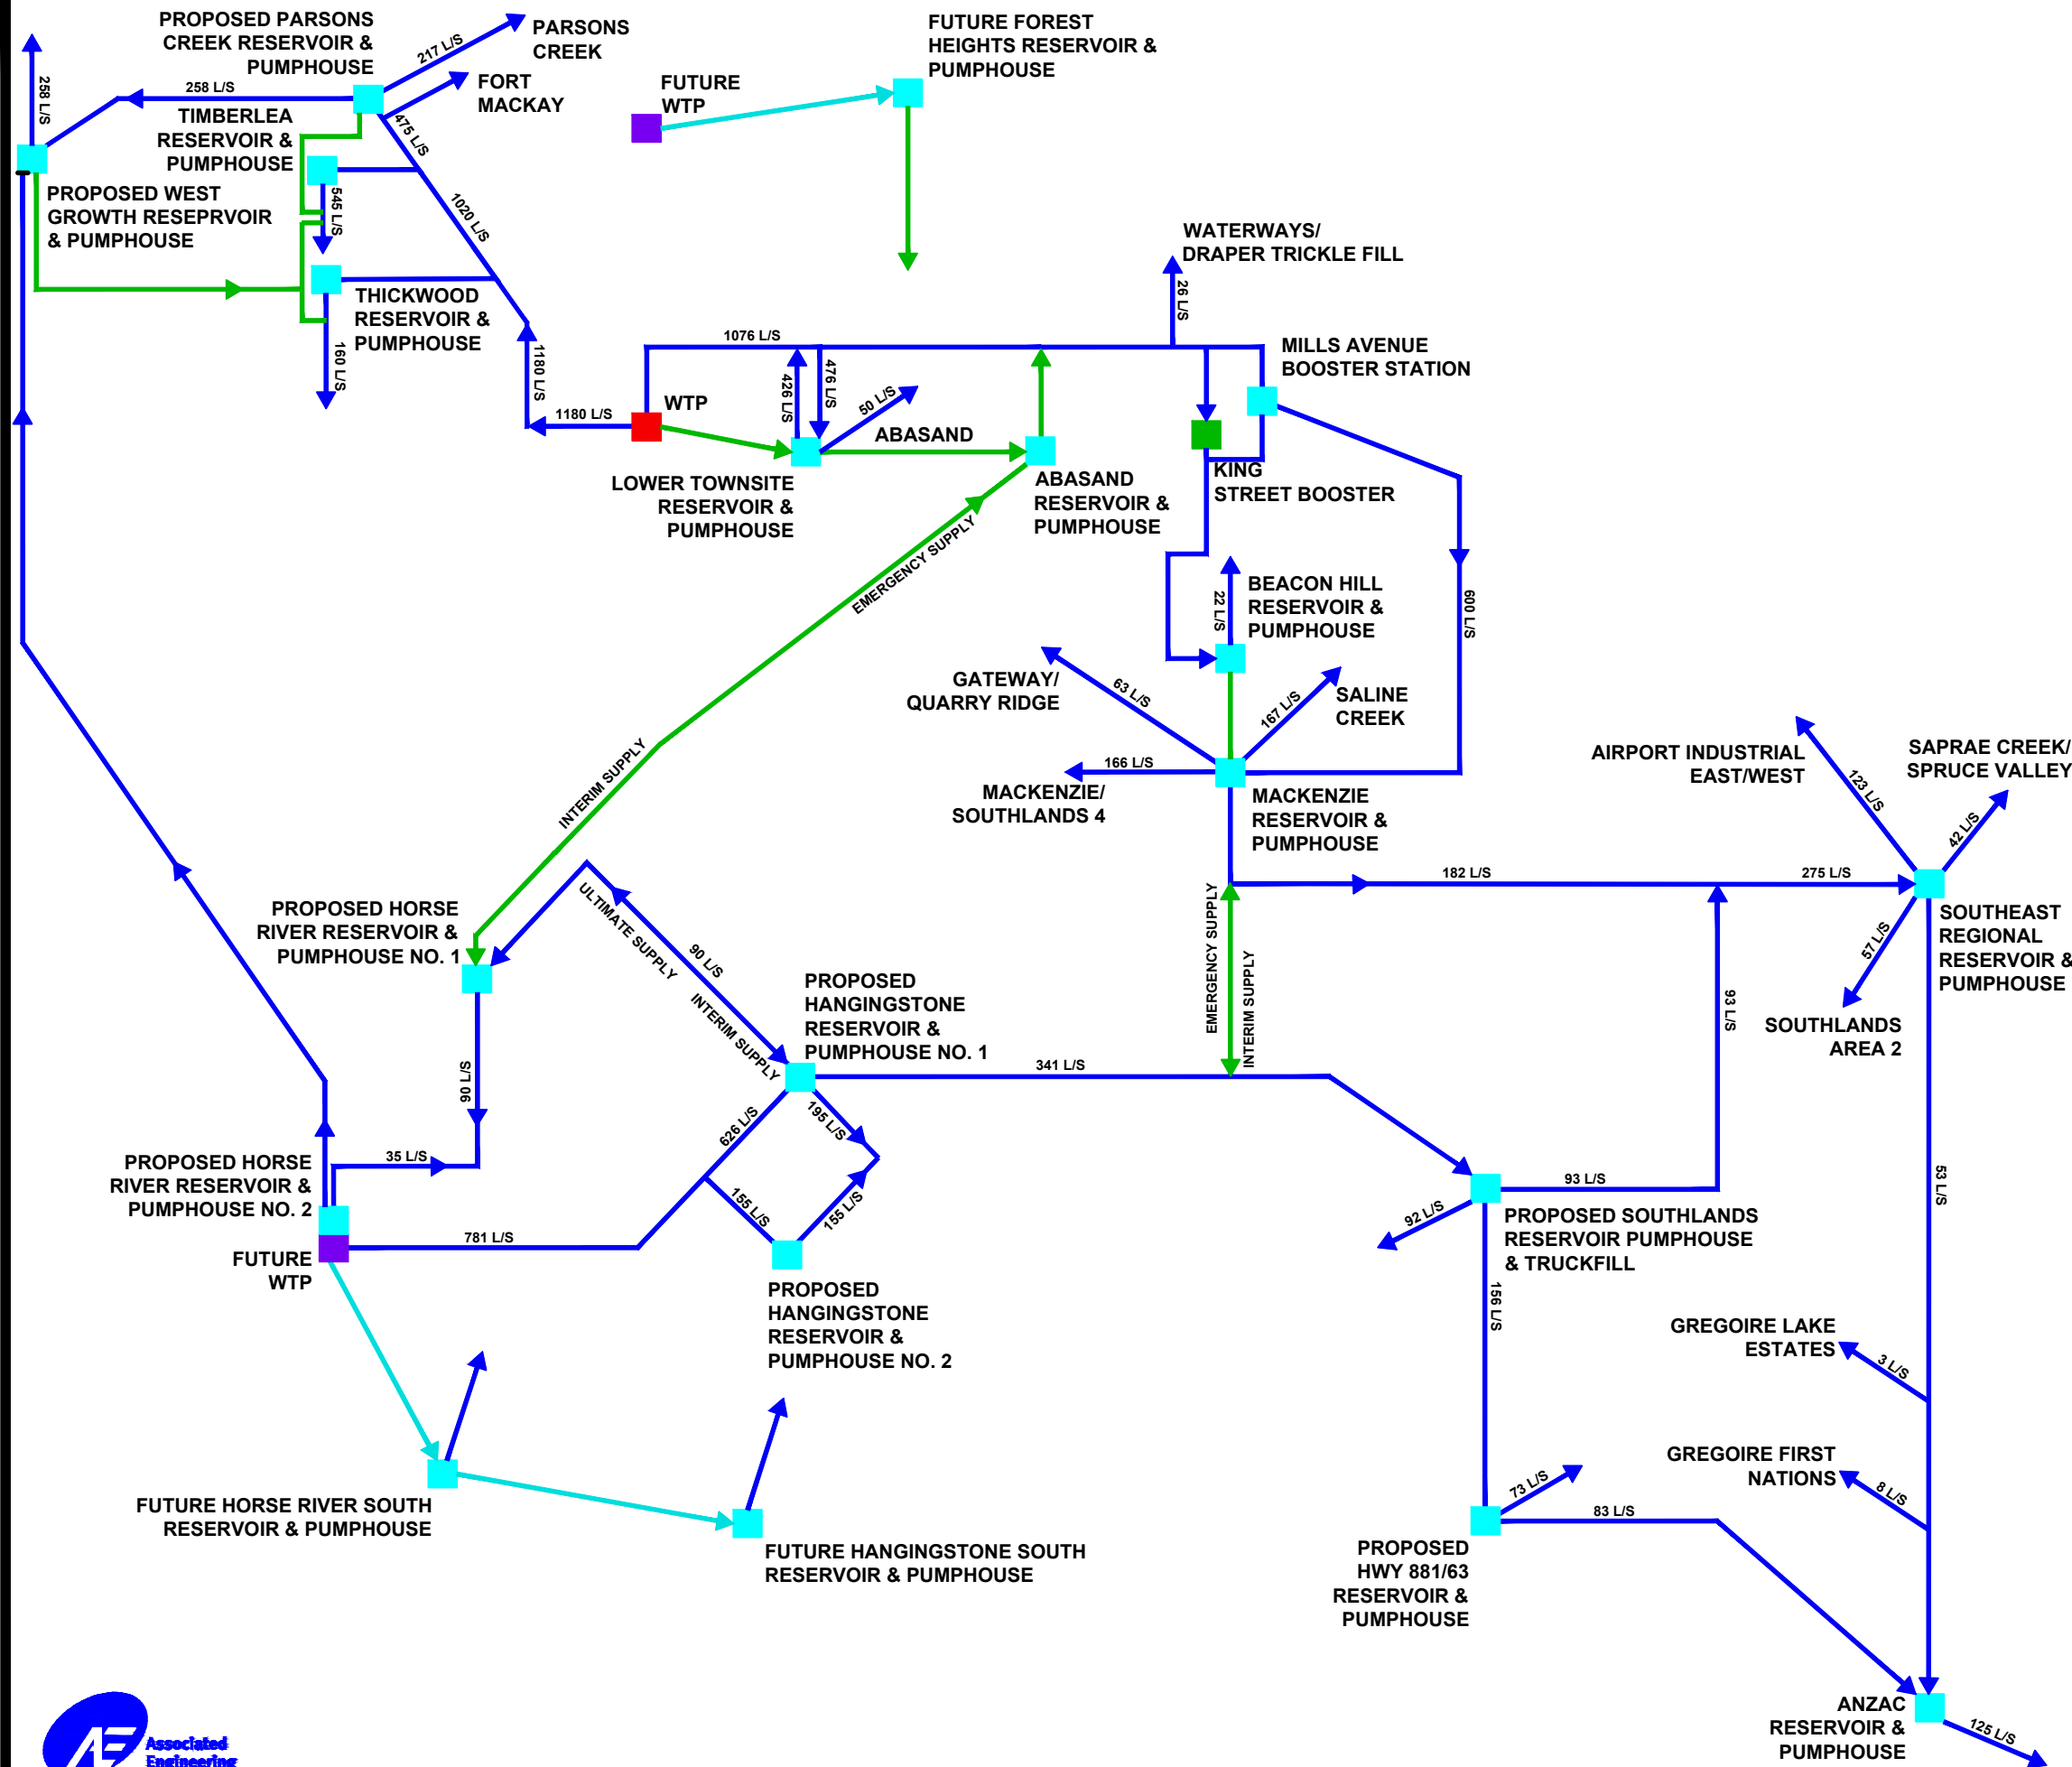 PROPOSED PARSONS
CREEK RESERVOIR &
PUMPHOUSE
217 L/S
PARSONS
CREEK
FORT
MACKAY
258 L/S
258 L/S
475 L/S
TIMBERLEA
RESERVOIR &
PUMPHOUSE
PROPOSED WEST
GROWTH RESEPRVOIR
& PUMPHOUSE
545 L/S
1020 L/S
THICKWOOD
RESERVOIR &
PUMPHOUSE
160 L/S
1180 L/S
1180 L/S
FUTURE
WTP
FUTURE FOREST
HEIGHTS RESERVOIR &
PUMPHOUSE
WATERWAYS/
DRAPER TRICKLE FILL
26 L/S
1076 L/S
WTP
426 L/S
476 L/S
50 L/S
ABASAND
LOWER TOWNSITE
RESERVOIR &
PUMPHOUSE
ABASAND
RESERVOIR &
PUMPHOUSE
MILLS AVENUE
BOOSTER STATION
KING
STREET BOOSTER
EMERGENCY SUPPLY
INTERIM SUPPLY
BEACON HILL
RESERVOIR &
PUMPHOUSE
22 L/S
600 L/S
GATEWAY/
QUARRY RIDGE
63 L/S
167 L/S
SALINE
CREEK
166 L/S
MACKENZIE/
SOUTHLANDS 4
MACKENZIE
RESERVOIR &
PUMPHOUSE
AIRPORT INDUSTRIAL
EAST/WEST
SAPRAE CREEK/
SPRUCE VALLEY
123 L/S
42 L/S
182 L/S
275 L/S
57 L/S
SOUTHEAST
REGIONAL
RESERVOIR &
PUMPHOUSE
SOUTHLANDS
AREA 2
EMERGENCY SUPPLY
INTERIM SUPPLY
93 L/S
PROPOSED HORSE
RIVER RESERVOIR &
PUMPHOUSE NO. 1
ULTIMATE SUPPLY
90 L/S
INTERIM SUPPLY
PROPOSED
HANGINGSTONE
RESERVOIR &
PUMPHOUSE NO. 1
341 L/S
90 L/S
626 L/S
195 L/S
35 L/S
PROPOSED HORSE
RIVER RESERVOIR &
PUMPHOUSE NO. 2
FUTURE
WTP
781 L/S
155 L/S
155 L/S
PROPOSED
HANGINGSTONE
RESERVOIR &
PUMPHOUSE NO. 2
93 L/S
92 L/S
PROPOSED SOUTHLANDS
RESERVOIR PUMPHOUSE
& TRUCKFILL
53 L/S
156 L/S
GREGOIRE LAKE
ESTATES
3 L/S
GREGOIRE FIRST
NATIONS
8 L/S
73 L/S
83 L/S
PROPOSED
HWY 881/63
RESERVOIR &
PUMPHOUSE
FUTURE HORSE RIVER SOUTH
RESERVOIR & PUMPHOUSE
FUTURE HANGINGSTONE SOUTH
RESERVOIR & PUMPHOUSE
ANZAC
RESERVOIR &
PUMPHOUSE
125 L/S
AE
Associated
Engineering